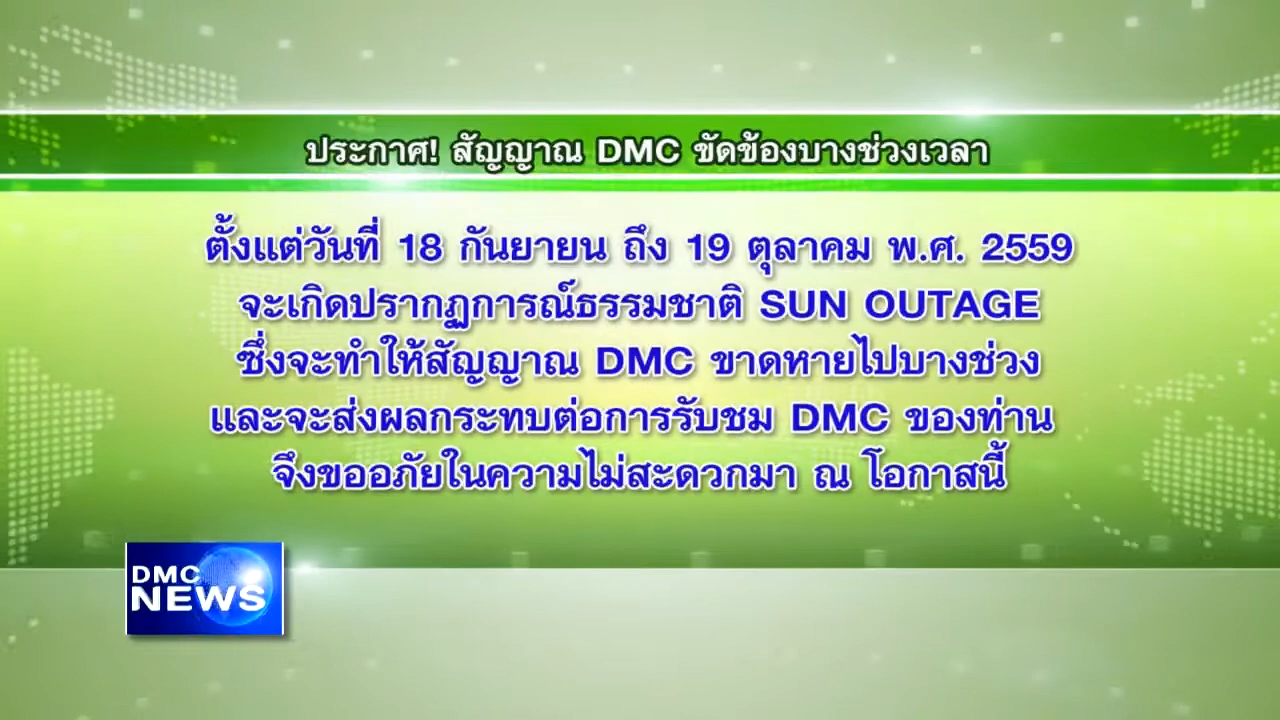 ประกาศ! สัญญาณ DMC ขัดข้องบางช่วงเวลา
ตั้งแต่วันที่ 18 กันยายน ถึง 19 ตุลาคม พ.ศ. 2559
จะเกิดปรากฏการณ์ธรรมชาติ SUN OUTAGE
ซึ่งจะทำให้สัญญาณ DMC ขาดหายไปบางช่วง
และจะส่งผลกระทบต่อการรับชม DMC ของท่าน
จึงขออภัยในความไม่สะดวกมา ณ โอกาสนี้
DMC
NEWS